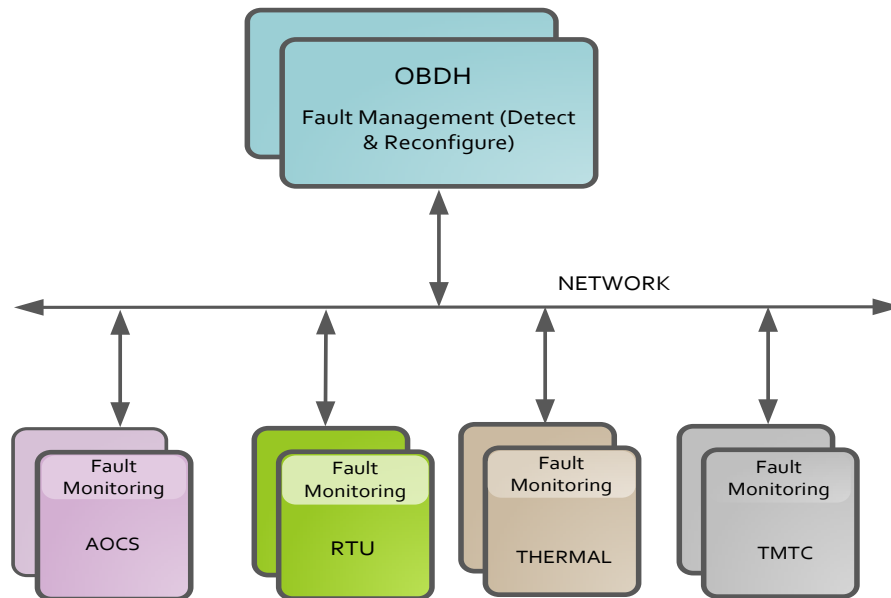 OBDH
Fault Management (Detect
& Reconfigure)
NETWORK
Fault
Monitoring
AOCS
Fault
Monitoring
RTU
Fault
Monitoring
THERMAL
Fault
Monitoring
TMTC